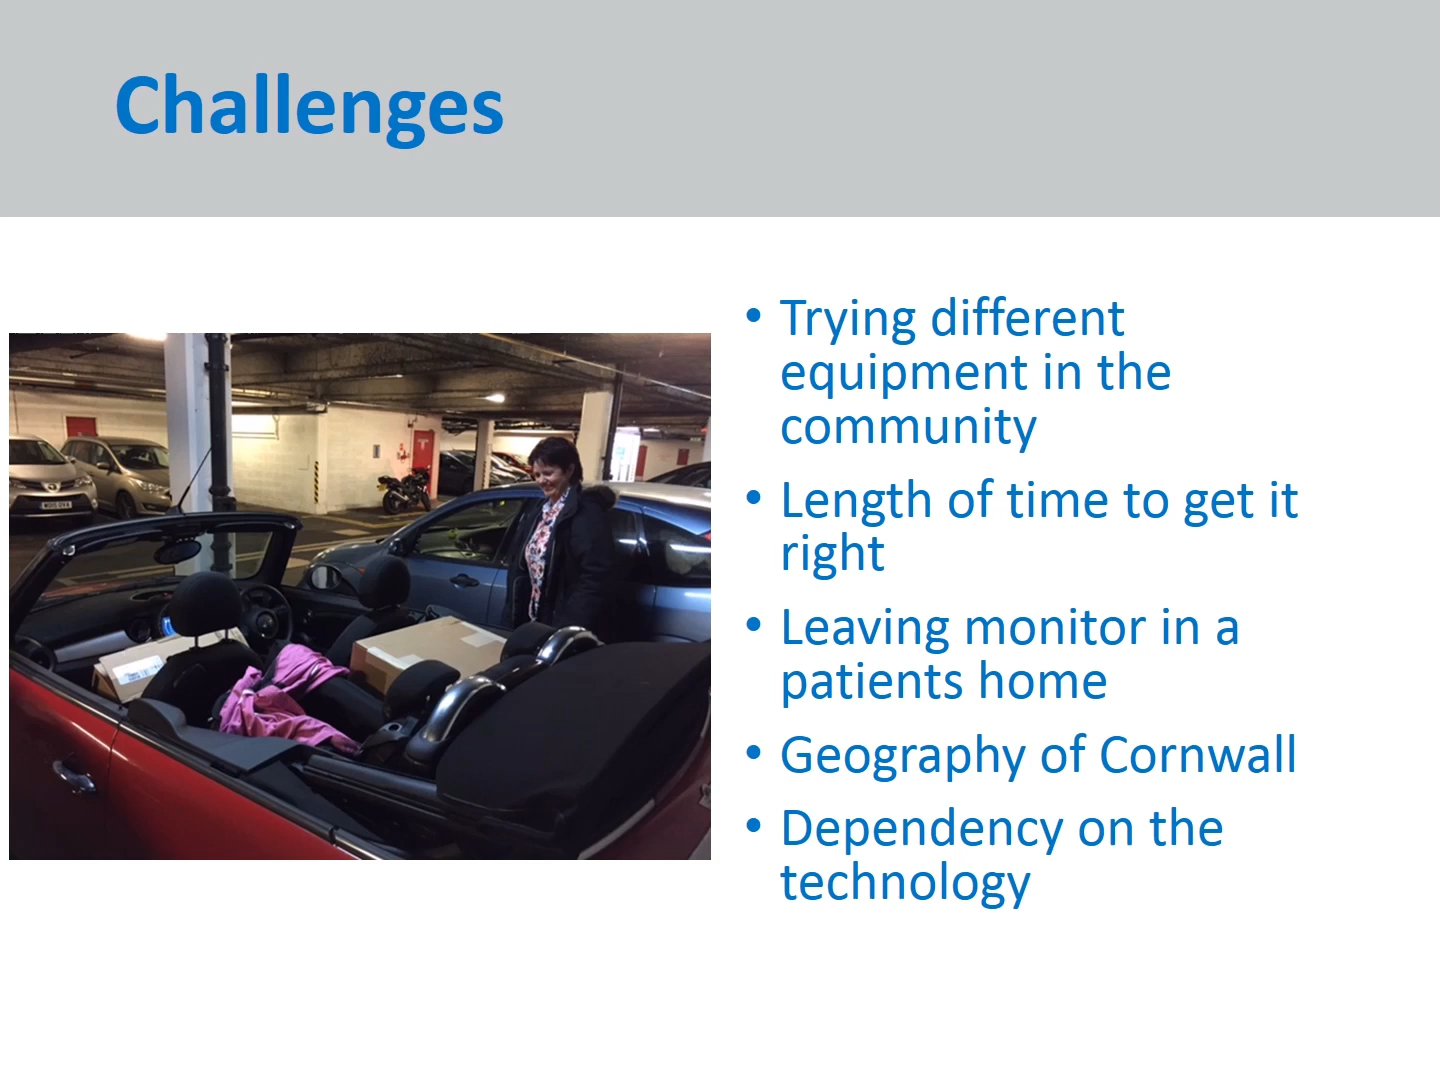 Challenges
• Trying different
equipment in the
community
• Length of time to get it
right
• Leaving monitor in a
patients home
• Geography of Cornwall
• Dependency on the
technology